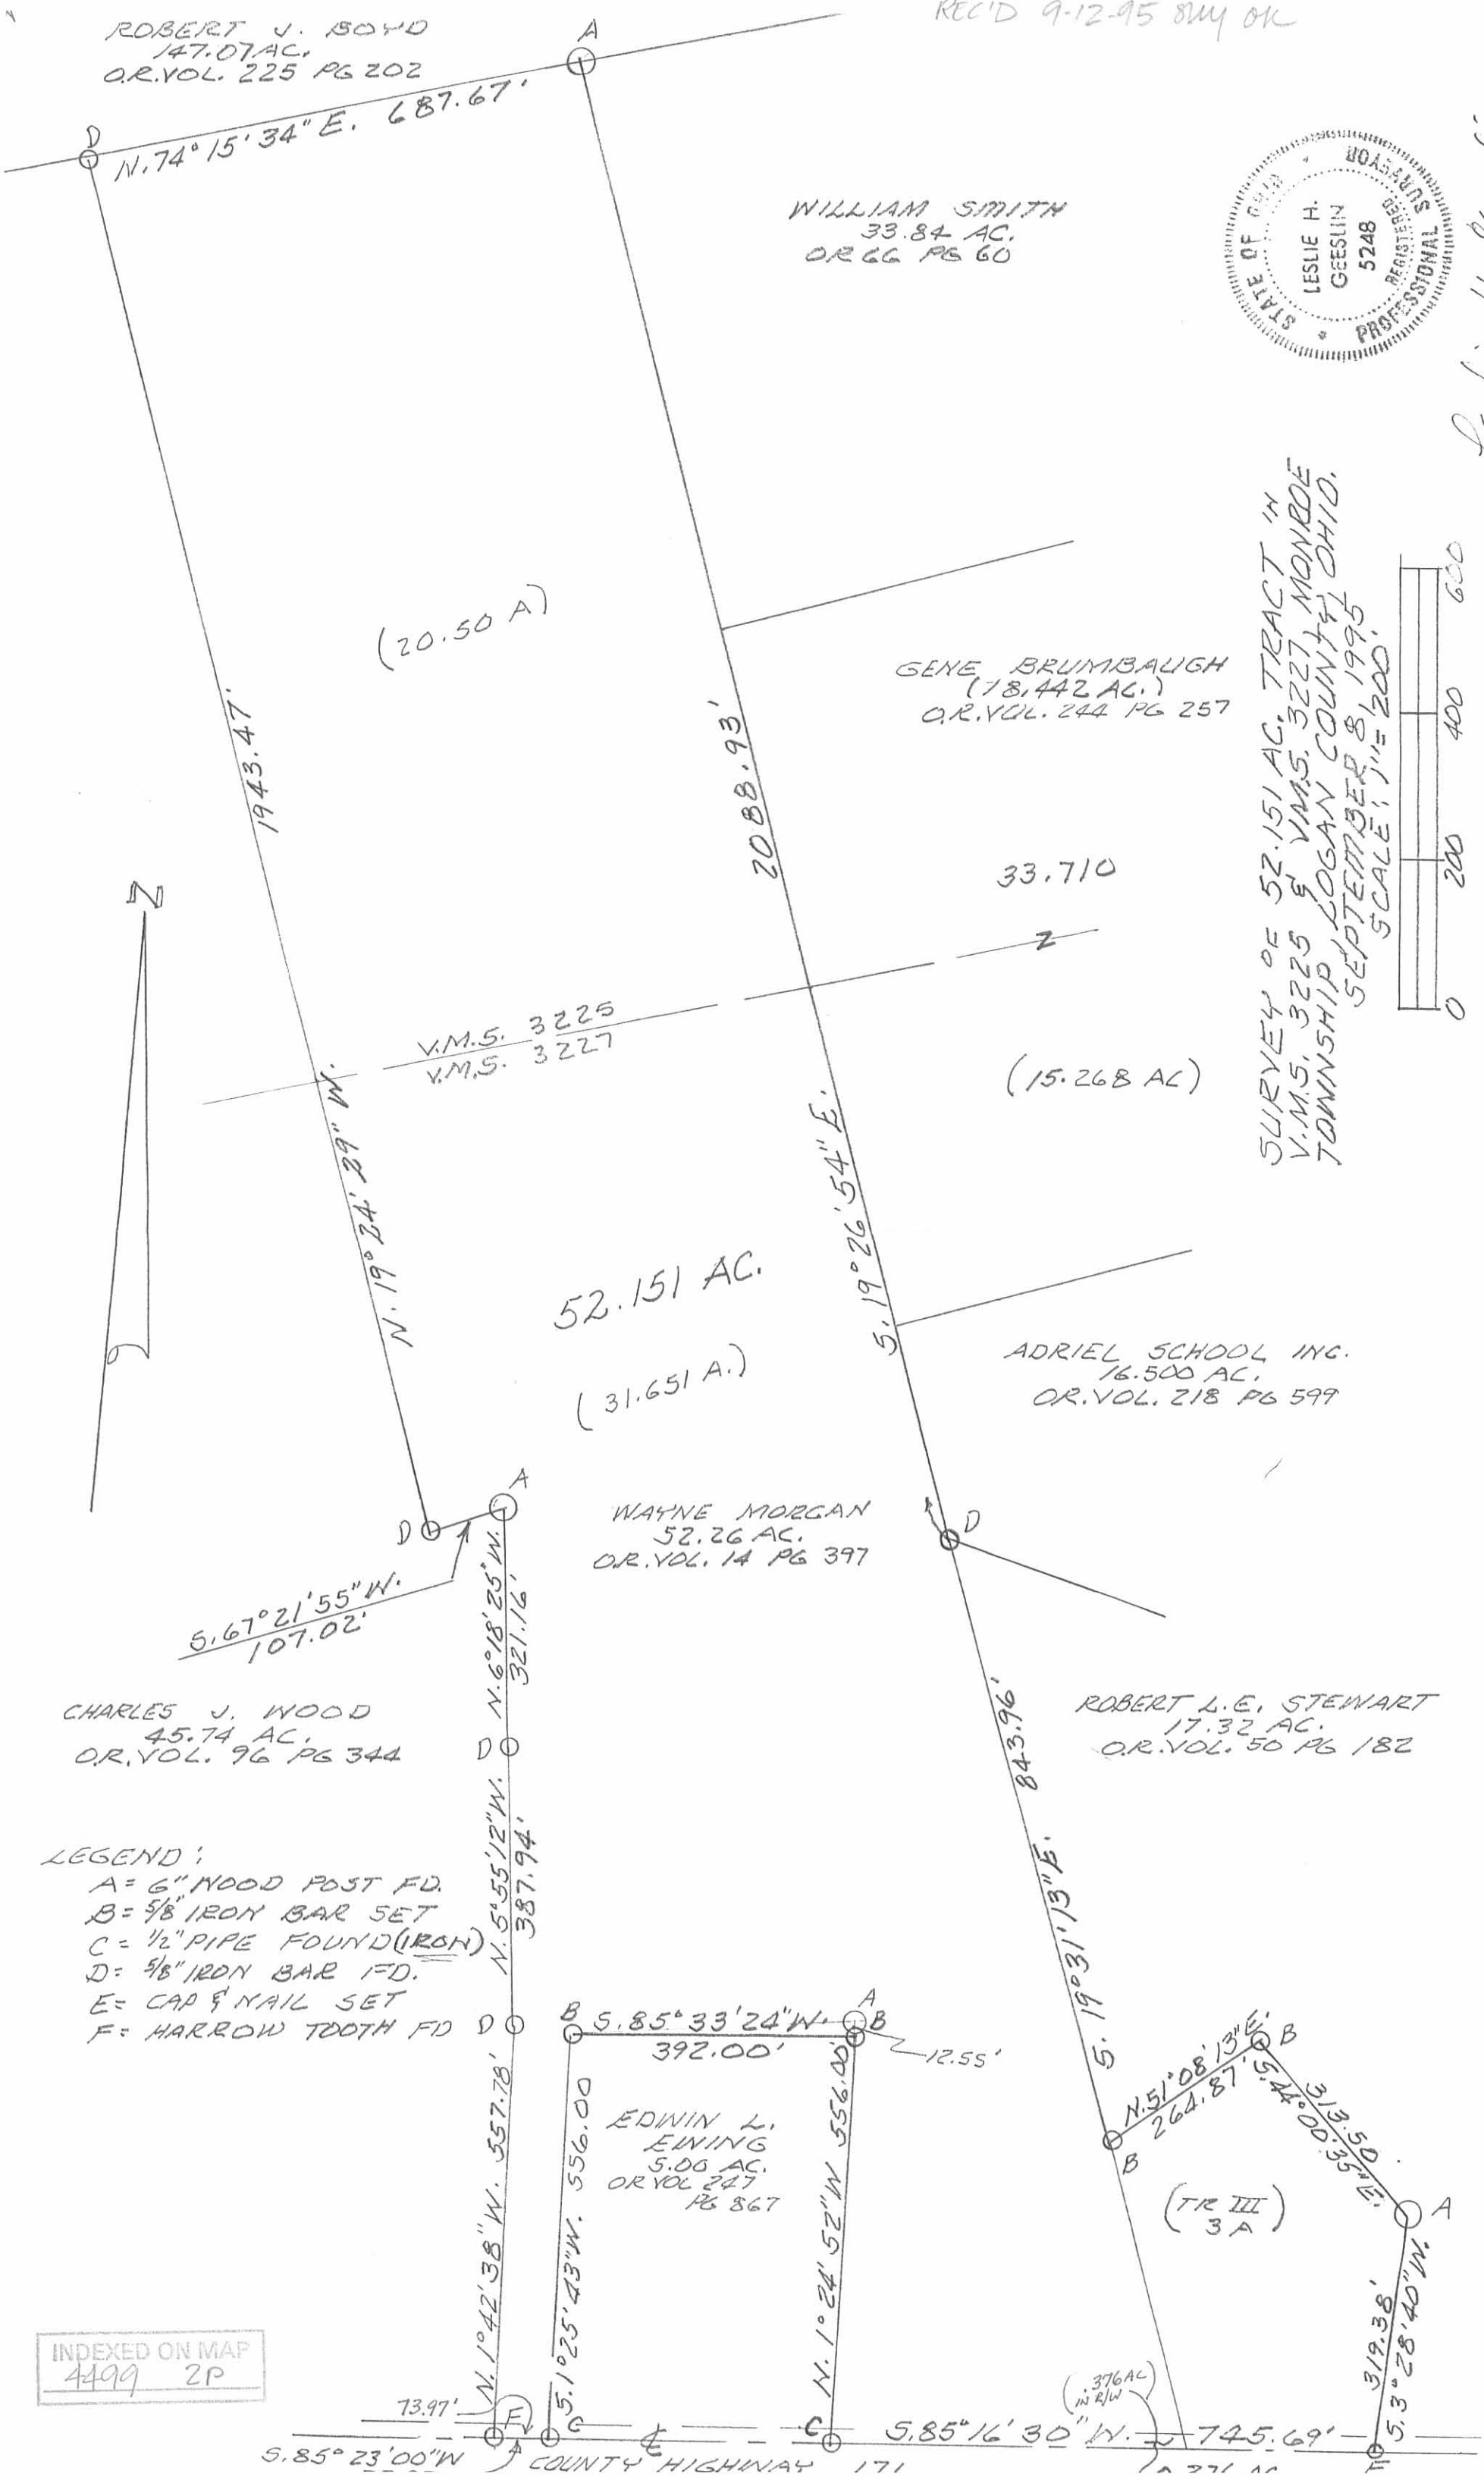 REC'D 9-12-95
OK
ROBERT J. BOYD
147.07 AC.
O.R. VOL. 225 PG 202
A
D
N. 74° 15' 34" E. 687.67'
WILLIAM SMITH
33.84 AC.
OR 66 PG 60
STATE OF OHIO
LESLIE H.
GEESLIN
5248
REGISTERED
PROFESSIONAL SURVEYOR
(20.50 A)
1943.47'
N. 19° 24' 29" W.
2088.93'
S. 19° 26' 54" E.
GENE BRUMBAUGH
(18.442 AC.)
O.R. VOL. 244 PG 257
33.710
Z
N
V.M.S. 3225
V.M.S. 3227
(15.268 AC)
SURVEY OF 52.151 AC. TRACT IN
V.M.S. 3225 & V.M.S. 3227, MONROE
TOWNSHIP, LOGAN COUNTY, OHIO.
SEPTEMBER 8, 1995
SCALE: 1"=200'
0 200 400 600
52.151 AC.
(31.651 A.)
ADRIEL SCHOOL INC.
16.500 AC.
OR. VOL. 218 PG 599
A
D
WAYNE MORGAN
52.26 AC.
O.R. VOL. 14 PG 397
D
S. 67° 21' 55" W.
107.02'
N. 6° 18' 25" W.
321.16'
CHARLES J. WOOD
45.74 AC.
O.R. VOL. 96 PG 344
D
843.96'
S. 19° 31' 13" E.
ROBERT L.E. STEWART
17.32 AC.
O.R. VOL. 50 PG 182
N. 5° 55' 12" W.
387.94'
LEGEND:
A= 6" WOOD POST FD.
B= 5/8" IRON BAR SET
C = 1/2" PIPE FOUND (IRON)
D= 5/8" IRON BAR FD.
E= CAP & NAIL SET
F= HARROW TOOTH FD
D
B S. 85° 33' 24" W. A
392.00'
B
12.55'
EDWIN L.
EWING
5.00 AC.
OR VOL 247
PG 867
N. 1° 42' 38" W. 557.78'
S. 1° 25' 43" W. 556.00
N. 1° 24' 52" W 556.00'
N. 51° 08' 13" E.
264.87'
B
B
313.50
S. 44° 00' 35" E.
A
(TR III
3 A)
319.38'
S. 3° 28' 40" W.
INDEXED ON MAP
4499 2P
73.97'
F
C
C
(.376 AC
IN R/W)
S. 85° 16' 30" W. 745.69'
S. 85° 23' 00" W
COUNTY HIGHWAY 171